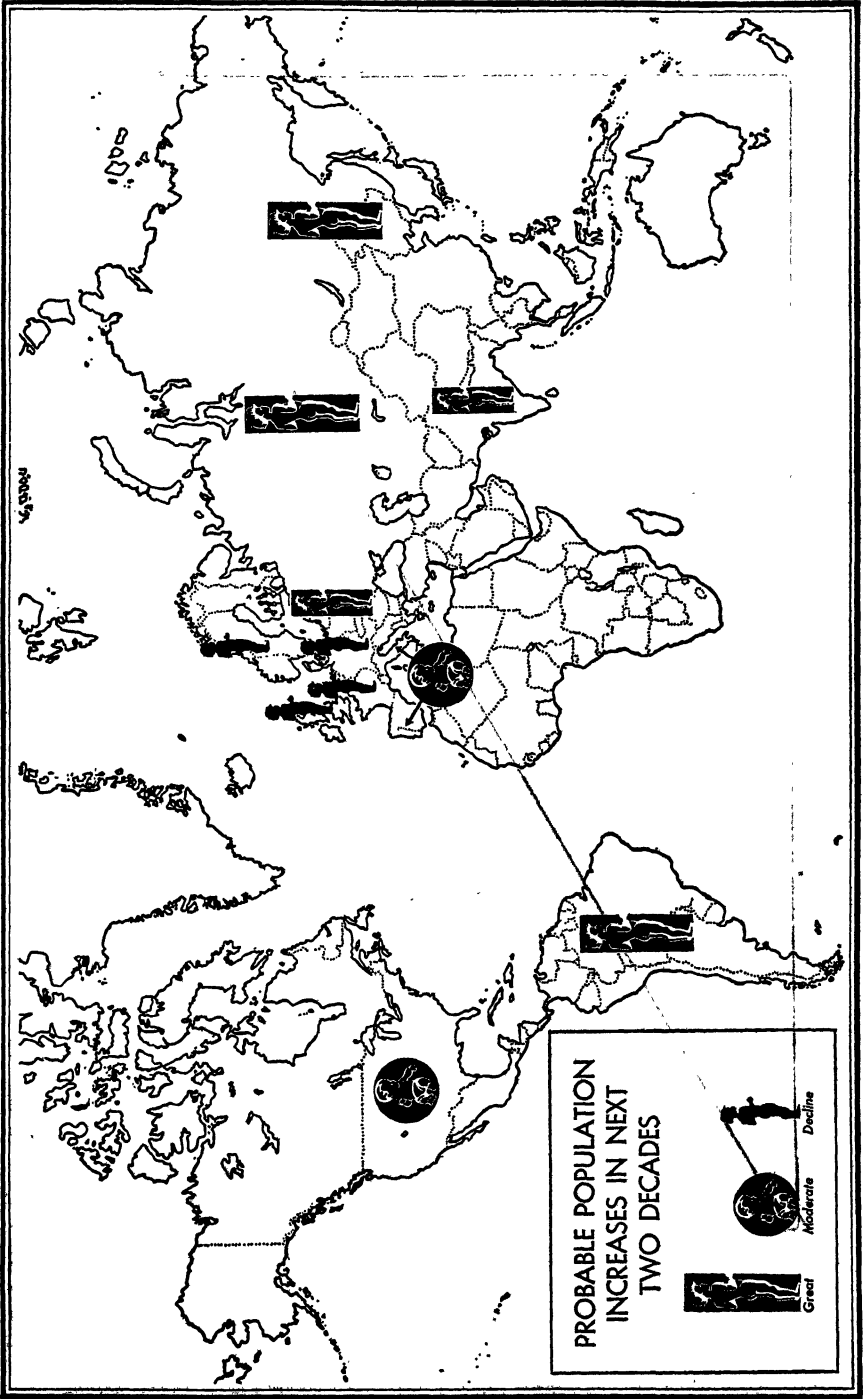 PROBABLE POPULATION
INCREASES IN NEXT
TWO DECADES
Great
Moderate
Decline